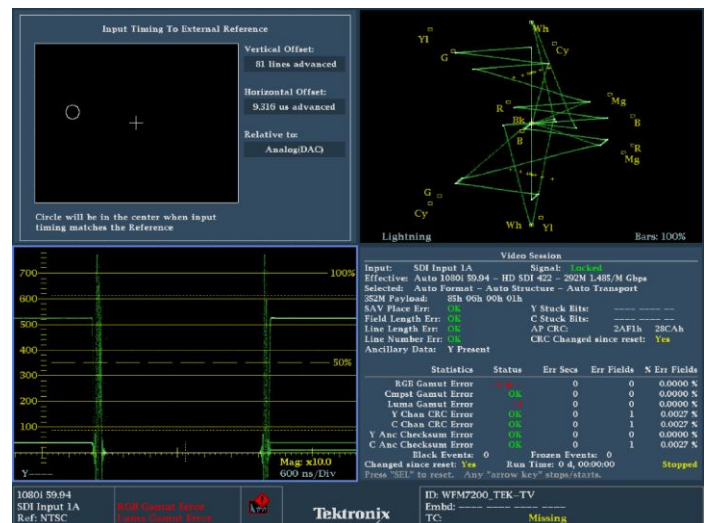 Input Timing To External Reference
Vertical Offset:
81 lines advanced
Horizontal Offset:
9.316 us advanced
Relative to:
Analog(DAC)
Circle will be in the center when input
timing matches the Reference
Wh
Yl
Cy
G
Mg
R
Bk
B
B
R
Mg
G
Cy
Wh
Yl
Lightning
Bars: 100%
700
600
500
400
300
200
100
100%
50%
Mag: x10.0
Y----
600 ns/Div
Video Session
Input: SDI Input 1A Signal: Locked
Effective: Auto 1080i 59.94 – HD SDI 422 – 292M 1.485/M Gbps
Selected: Auto Format – Auto Structure – Auto Transport
352M Payload: 85h 06h 00h 01h
SAV Place Err: OK Y Stuck Bits: ---- ---- --
Field Length Err: OK C Stuck Bits: ---- ---- --
Line Length Err: OK AP CRC: 2AF1h 28CAh
Line Number Err: OK CRC Changed since reset: Yes
Ancillary Data: Y Present
Statistics Status Err Secs Err Fields % Err Fields
RGB Gamut Error 0 0 0.0000 %
Cmpst Gamut Error OK 0 0 0.0000 %
Luma Gamut Error 0 0 0.0000 %
Y Chan CRC Error OK 0 1 0.0027 %
C Chan CRC Error OK 0 1 0.0027 %
Y Anc Checksum Error OK 0 0 0.0000 %
C Anc Checksum Error OK 0 1 0.0027 %
Black Events: 0 Frozen Events: 0
Changed since reset: Yes Run Time: 0 d, 00:00:00 Stopped
Press "SEL" to reset. Any "arrow key" stops/starts.
1080i 59.94
SDI Input 1A
Ref: NTSC
RGB Gamut Error
Luma Gamut Error
Tektronix
ID: WFM7200_TEK-TV
Embd: ---- ---- ---- ----
TC: Missing